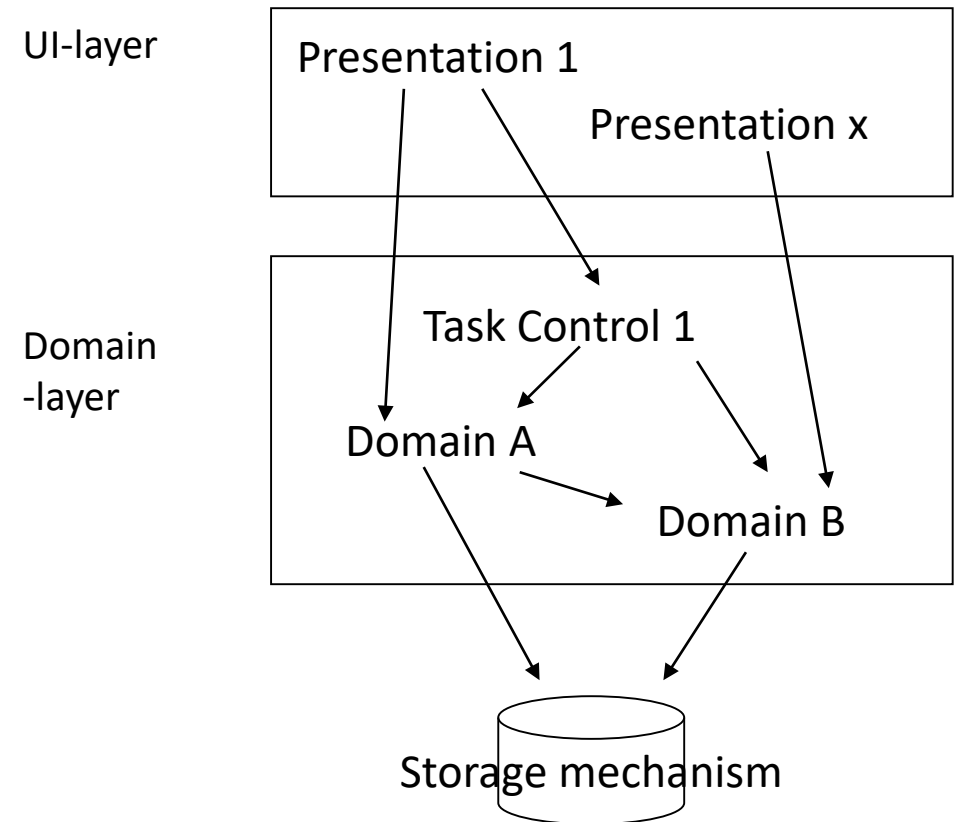 UI-layer
Presentation 1
Presentation x
Task Control 1
Domain
-layer
Domain A
Domain B
Storage mechanism